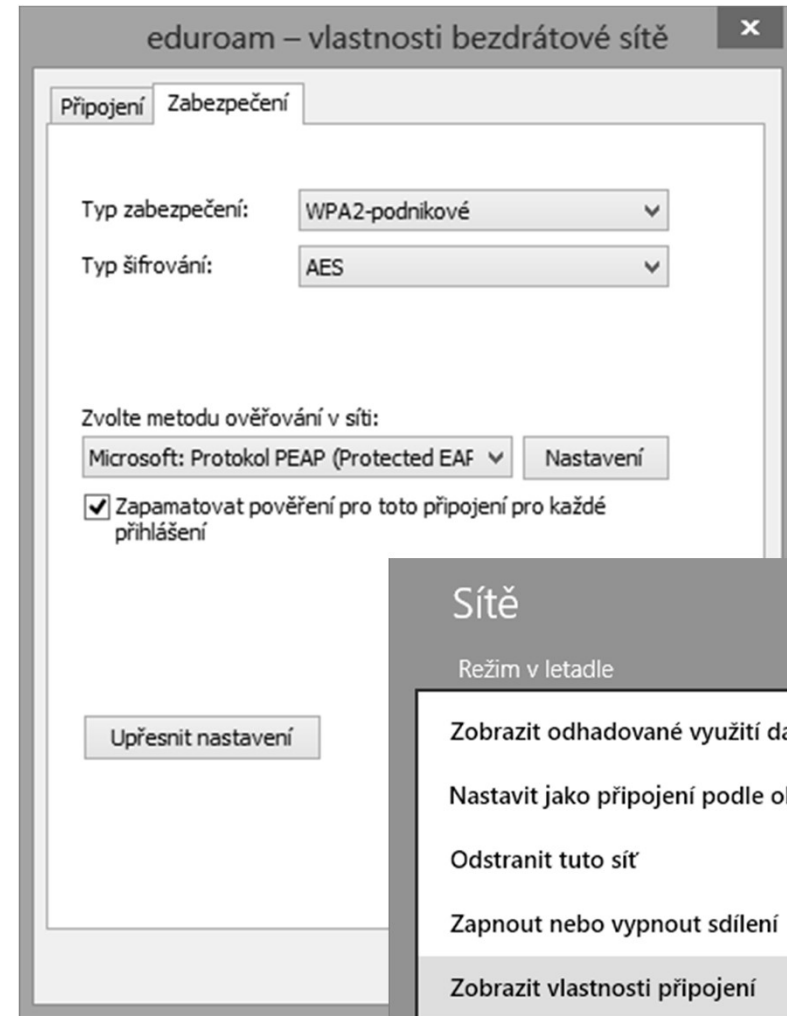 eduroam – vlastnosti bezdrátové sítě
Připojení
Zabezpečení
Typ zabezpečení:
WPA2-podnikové
Typ šifrování:
AES
Zvolte metodu ověřování v síti:
Microsoft: Protokol PEAP (Protected
Nastavení
Zapamatovat pověření pro toto připojení pro každé
přihlášení
Upřesnit nastavení
Sítě
Režim v letadle
Zobrazit odhadované využití
Nastavit jako připojení podle
Odstranit tuto síť
Zapnout nebo vypnout sdílení
Zobrazit vlastnosti připojení